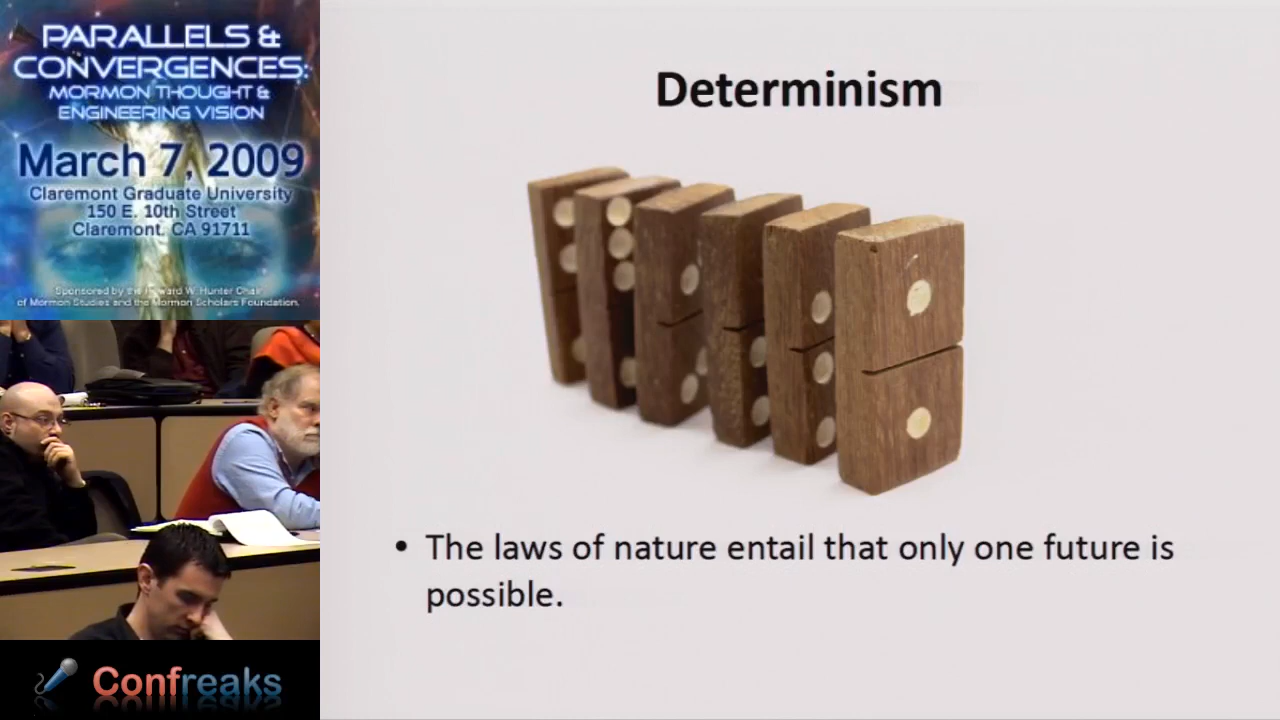 PARALLELS &
CONVERGENCES:
MORMON THOUGHT &
ENGINEERING VISION
March 7, 2009
Claremont Graduate University
150 E. 10th Street
Claremont. CA 91711
Sponsored by the Howard W. Hunter Chair
of Mormon Studies and the Mormon Scholars Foundation.
Confreaks
Determinism
• The laws of nature entail that only one future is
possible.